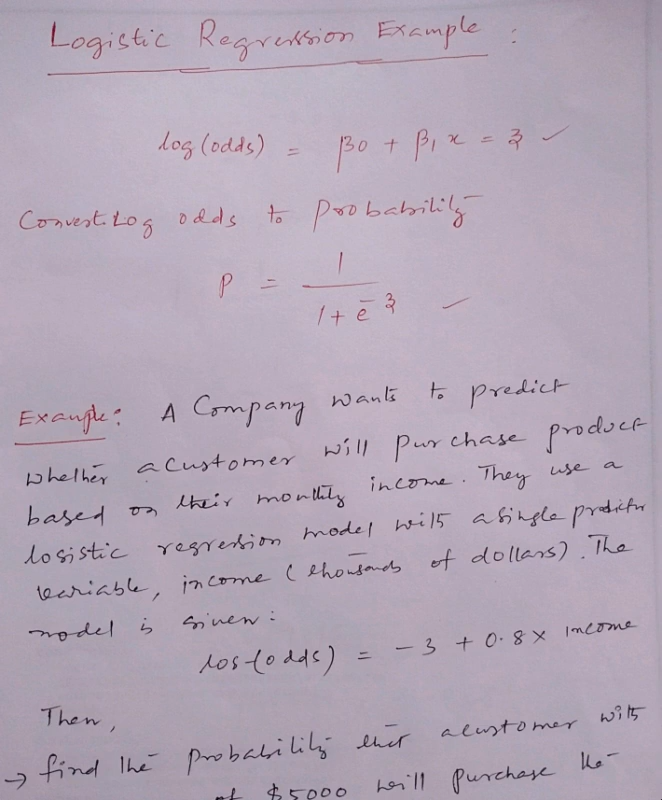 Logistic Regression Example :
log (odds) = β0 + β1 x = z ✓
Convert Log odds to Probability
P = 1 / 1 + e^-z
Example: A Company wants to predict
whether a customer will purchase product
based on their monthly income. They use a
logistic regression model with a single predictor
variable, income (thousands of dollars). The
model is given:
log (odds) = -3 + 0.8 × Income
Then,
→ find the probability that a customer with
of $5000 will purchase the